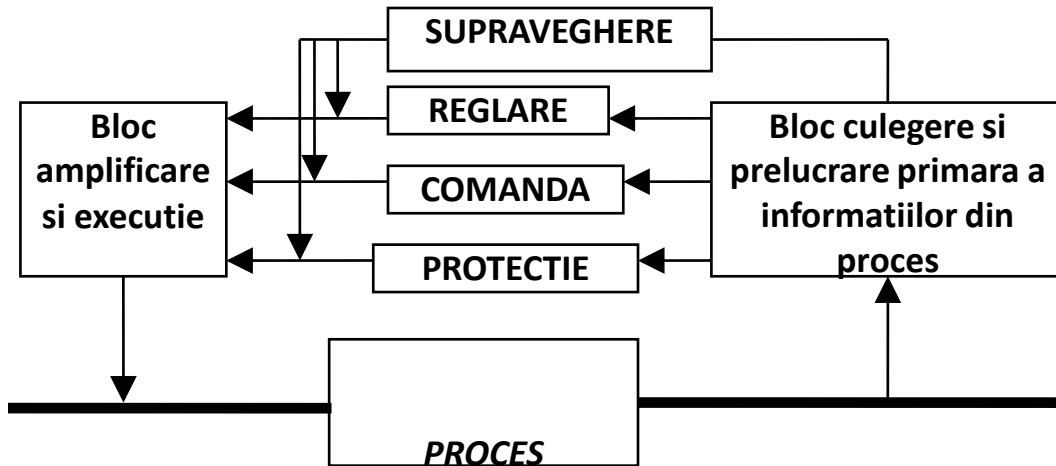 SUPRAVEGHERE
REGLARE
COMANDA
PROTECTIE
Bloc
amplificare
si executie
Bloc culegere si
prelucrare primara a
informatiilor din
proces
PROCES